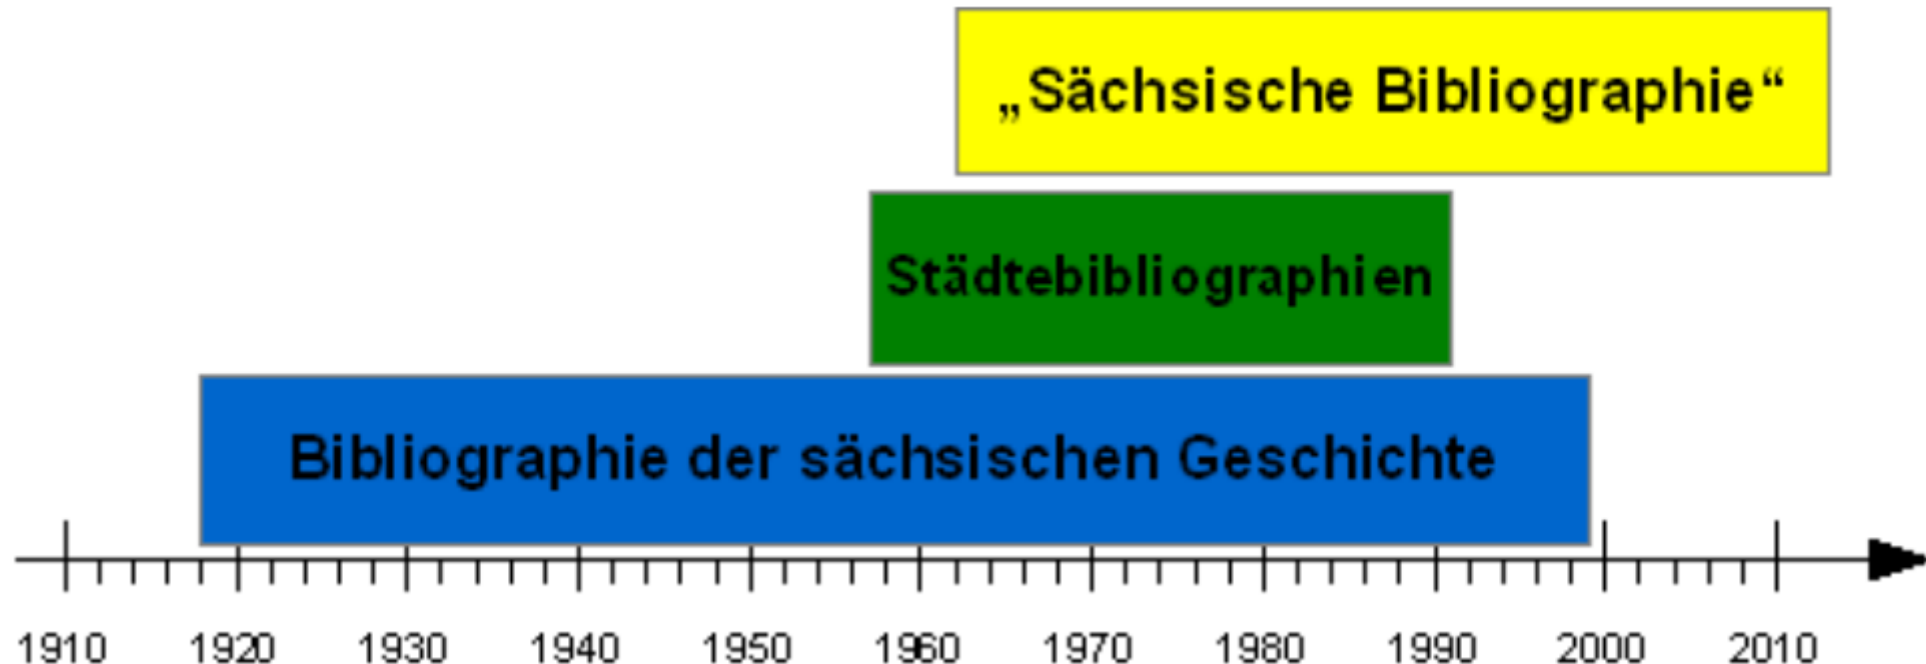 „Sächsische Bibliographie“
Städtebibliographien
Bibliographie der sächsischen Geschichte
1910 1920 1930 1940 1950 1960 1970 1980 1990 2000 2010